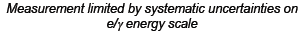 Measurement limited by systematic uncertainties on
e/γ energy scale